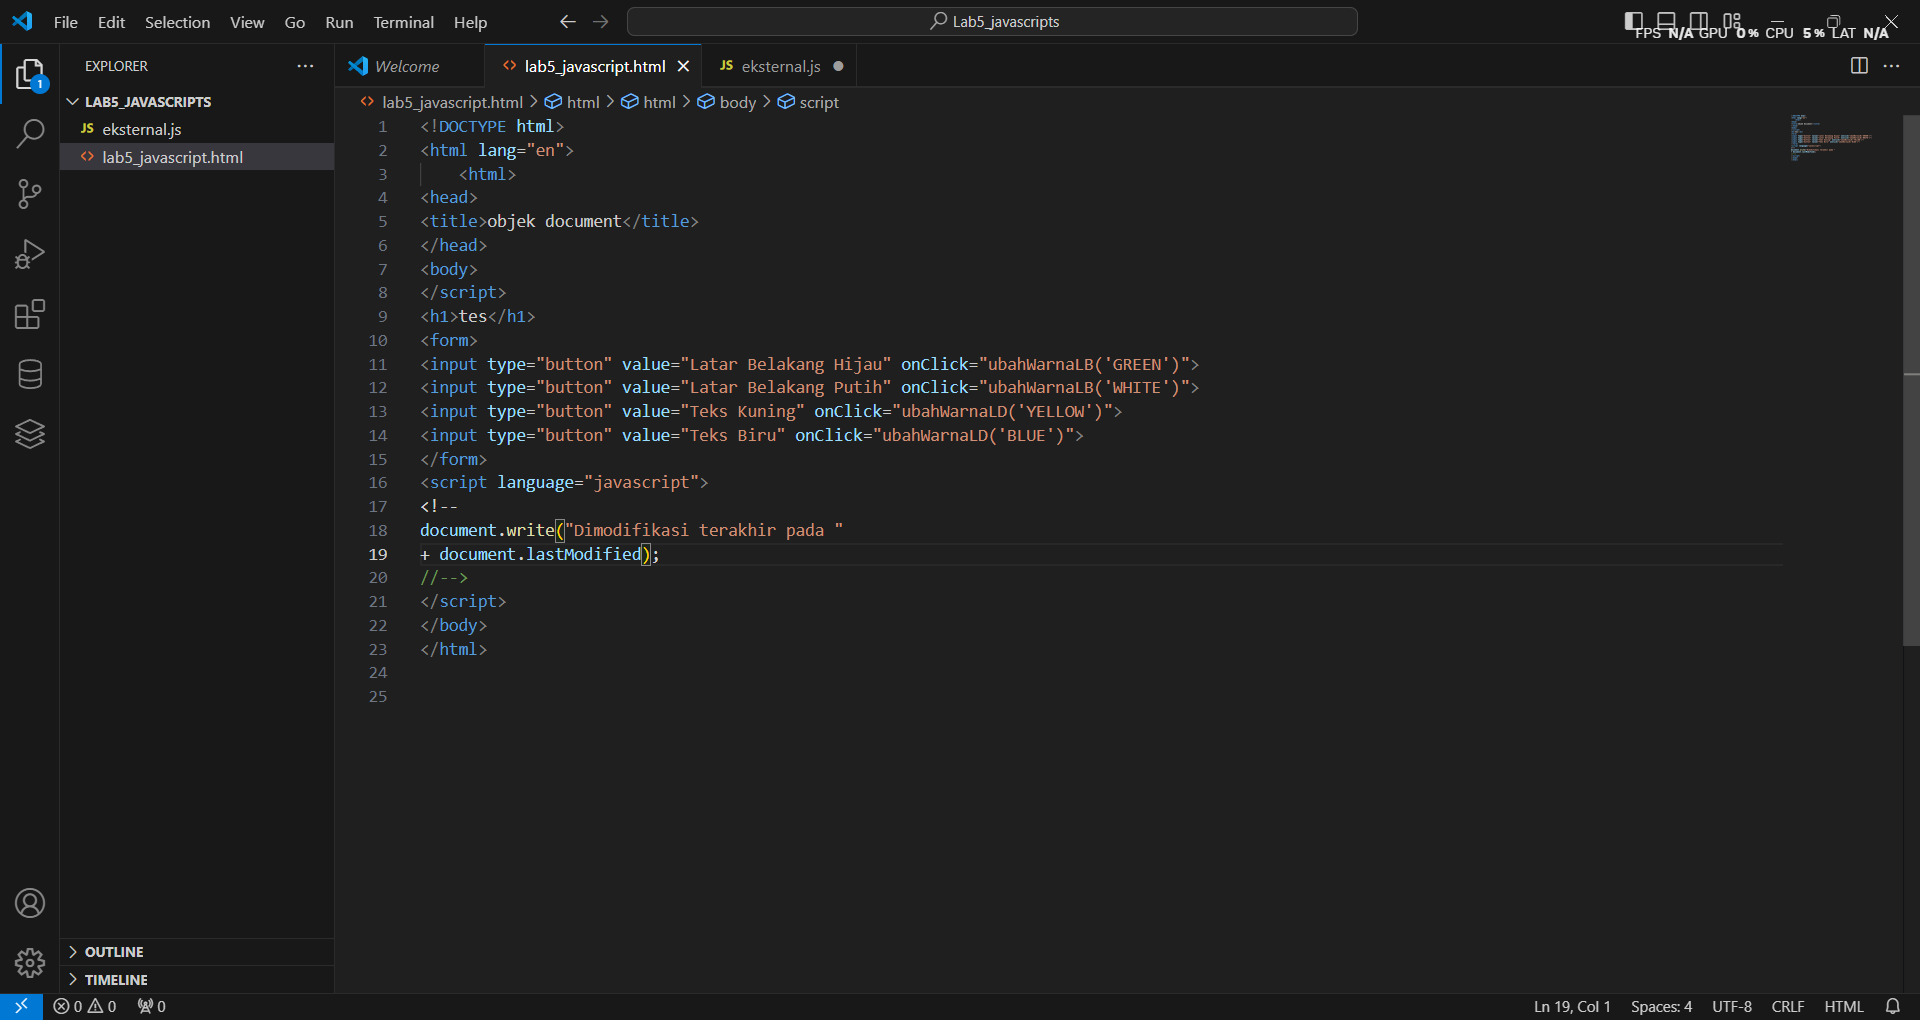 File Edit Selection View Go Run Terminal Help
Lab5_javascripts
FPS N/A GPU 0% CPU 5% LAT N/A
EXPLORER
LAB5_JAVASCRIPTS
JS eksternal.js
<> lab5_javascript.html
OUTLINE
TIMELINE
1
Welcome
<> lab5_javascript.html
JS eksternal.js
<> lab5_javascript.html > html > html > body > script
1 <!DOCTYPE html>
2 <html lang="en">
3 <html>
4 <head>
5 <title>objek document</title>
6 </head>
7 <body>
8 </script>
9 <h1>tes</h1>
10 <form>
11 <input type="button" value="Latar Belakang Hijau" onClick="ubahWarnaLB('GREEN')">
12 <input type="button" value="Latar Belakang Putih" onClick="ubahWarnaLB('WHITE')">
13 <input type="button" value="Teks Kuning" onClick="ubahWarnaLD('YELLOW')">
14 <input type="button" value="Teks Biru" onClick="ubahWarnaLD('BLUE')">
15 </form>
16 <script language="javascript">
17 <!--
18 document.write("Dimodifikasi terakhir pada "
19 + document.lastModified);
20 //-->
21 </script>
22 </body>
23 </html>
24
25
0 0 0
Ln 19, Col 1 Spaces: 4 UTF-8 CRLF HTML